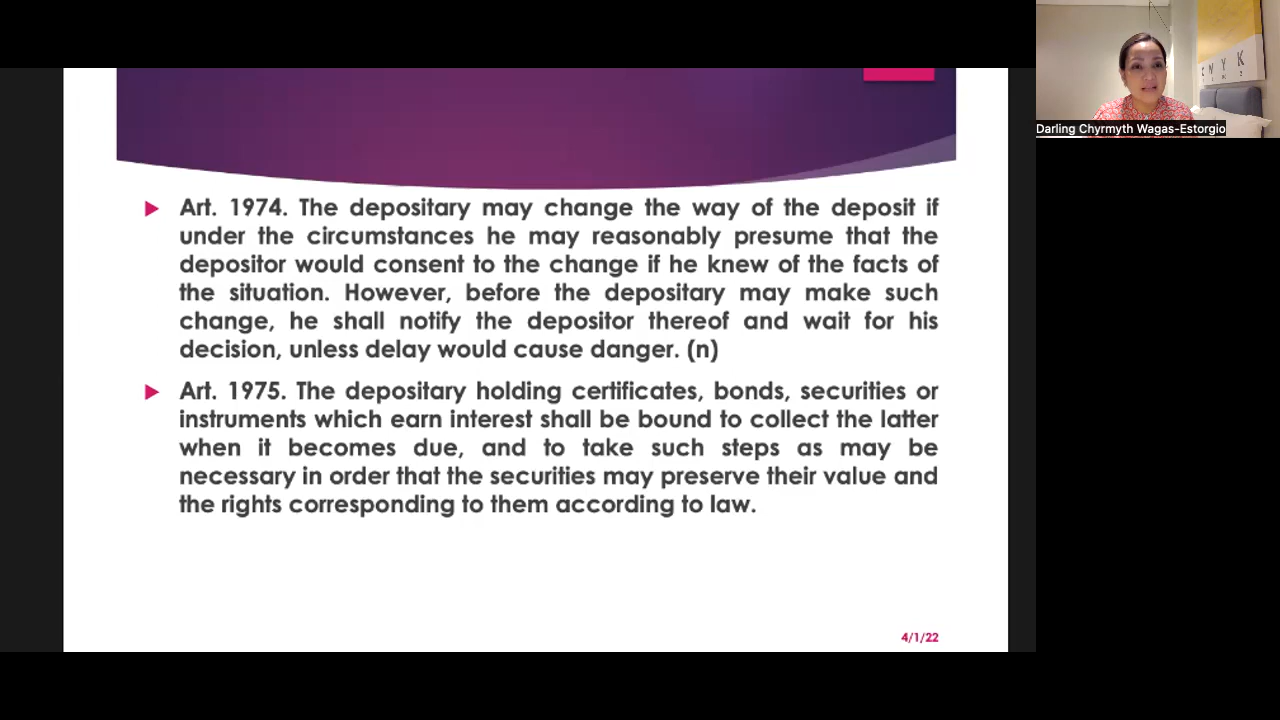 Art. 1974. The depositary may change the way of the deposit if
under the circumstances he may reasonably presume that the
depositor would consent to the change if he knew of the facts of
the situation. However, before the depositary may make such
change, he shall notify the depositor thereof and wait for his
decision, unless delay would cause danger. (n)
Art. 1975. The depositary holding certificates, bonds, securities or
instruments which earn interest shall be bound to collect the latter
when it becomes due, and to take such steps as may be
necessary in order that the securities may preserve their value and
the rights corresponding to them according to law.
4/1/22
Darling Chyrmyth Wagas-Estorgio